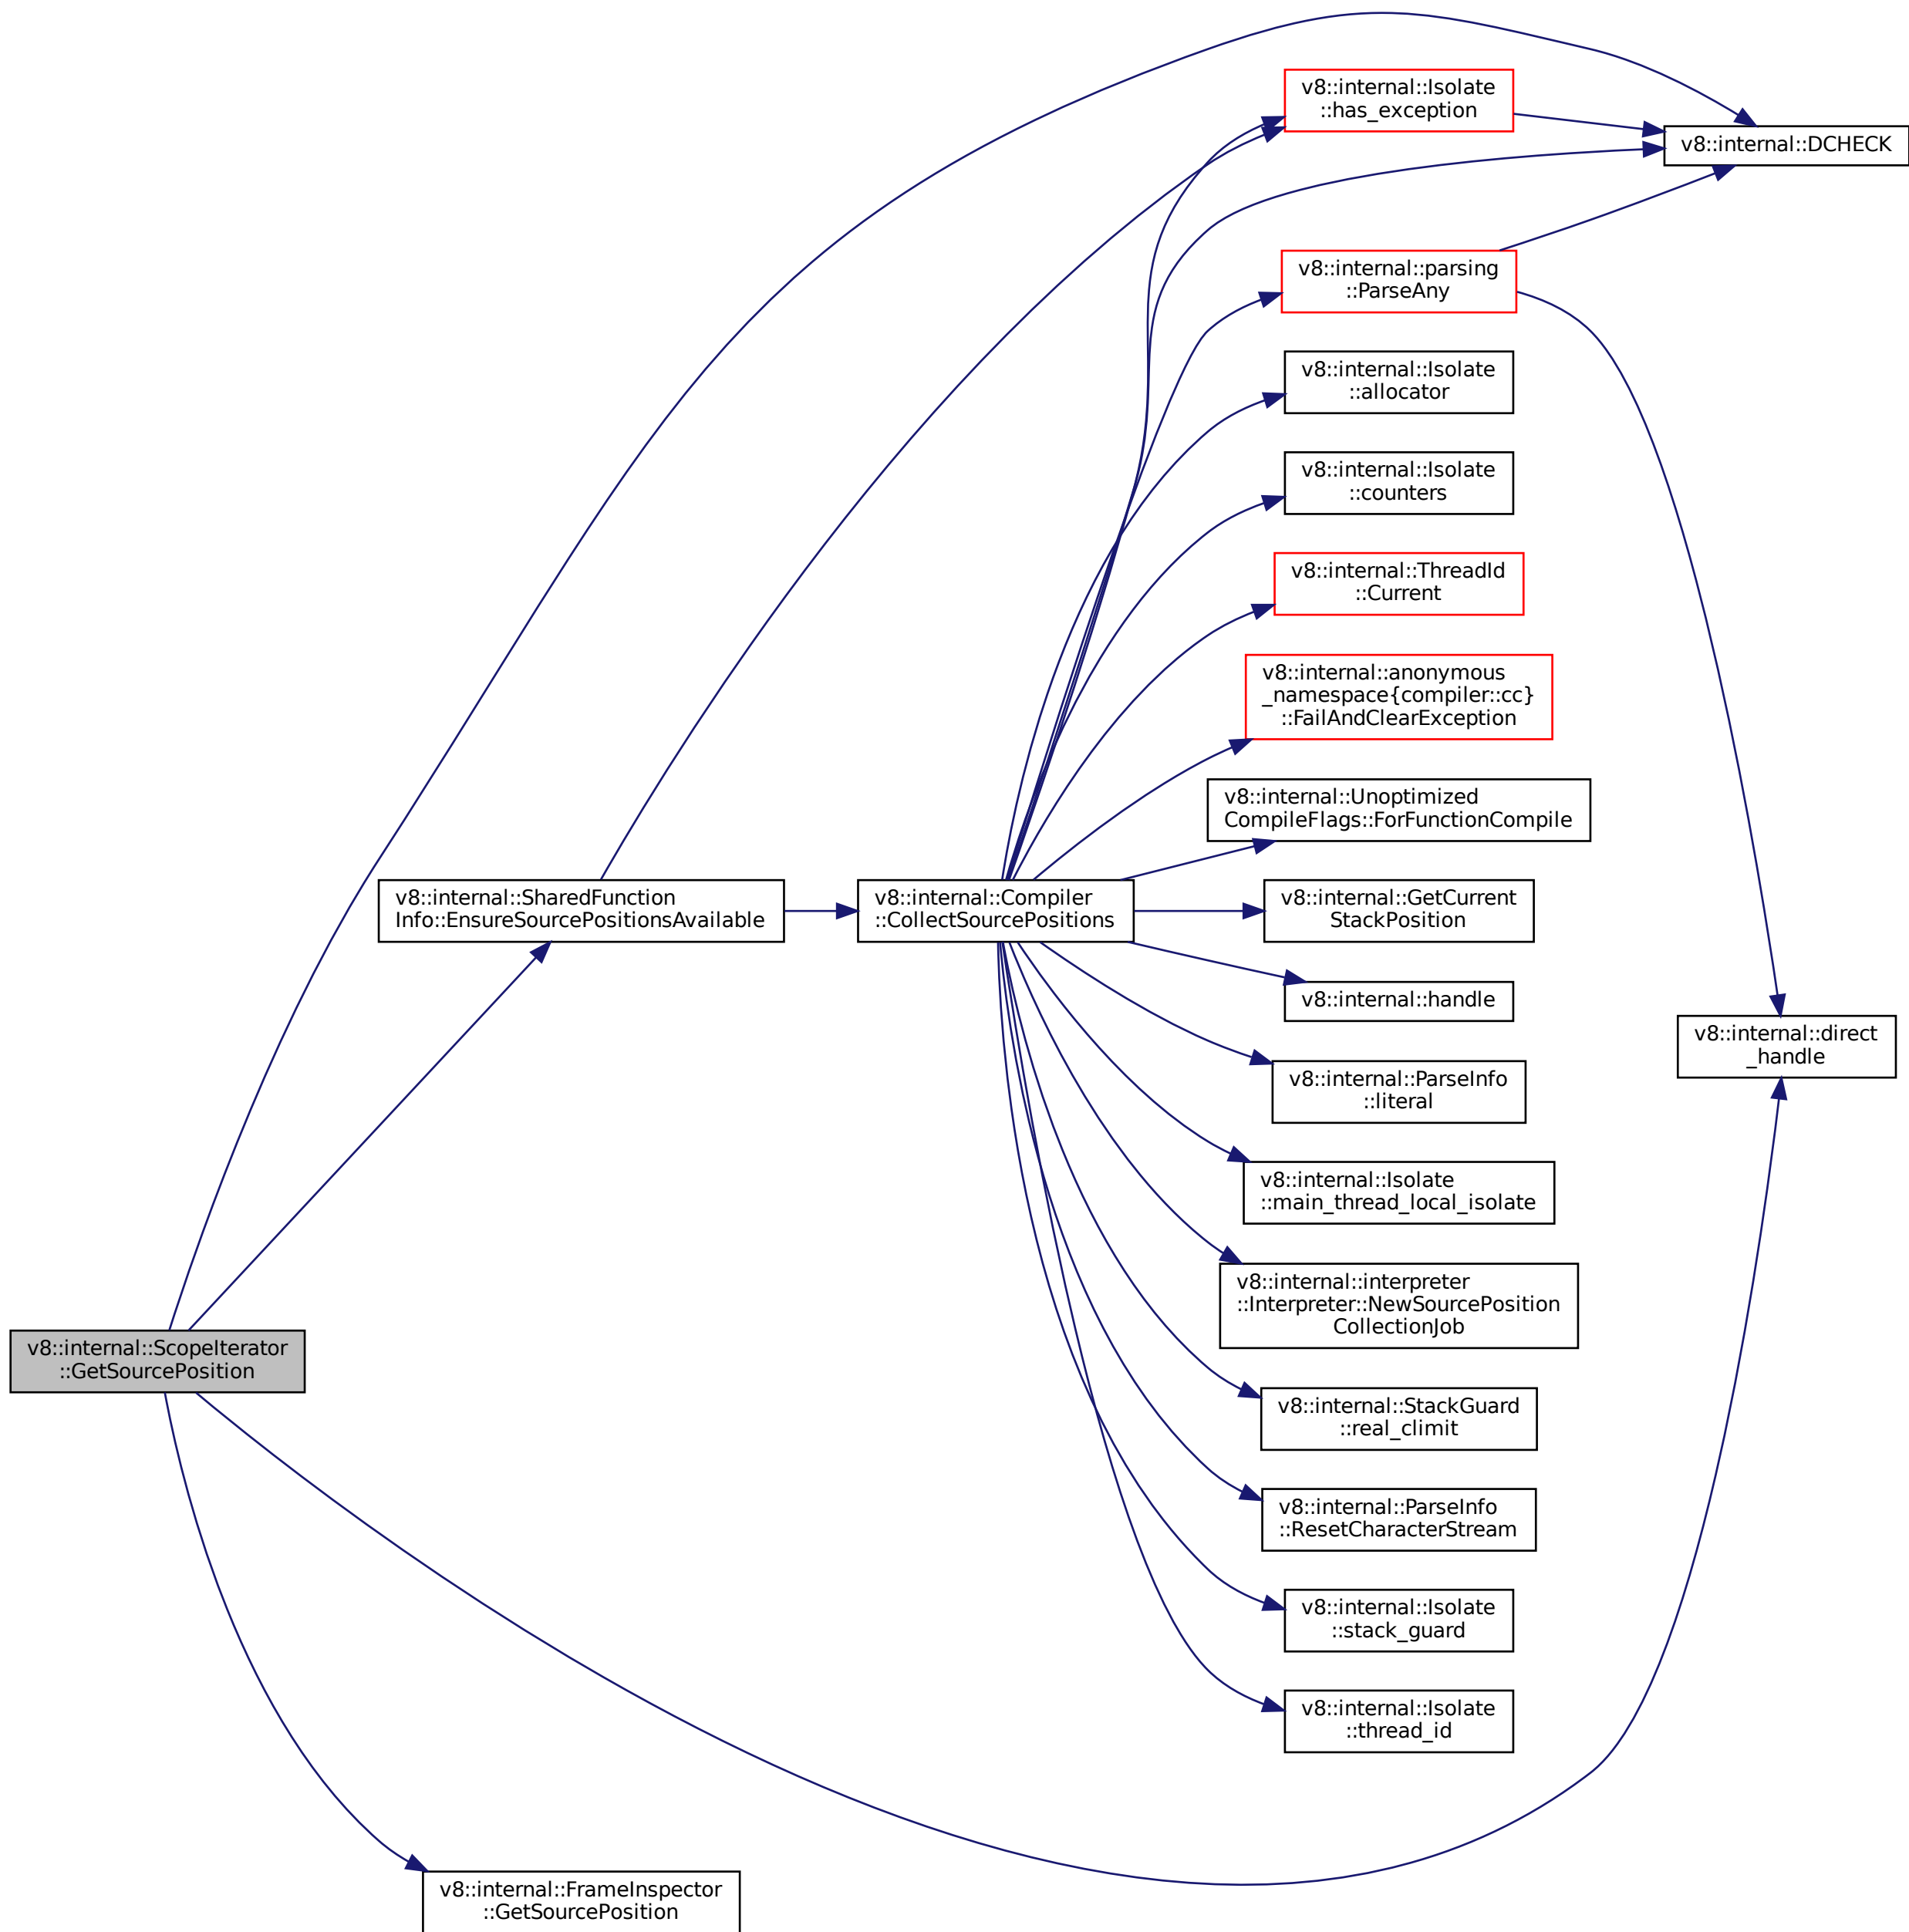 v8::internal::Isolate
::has_exception
v8::internal::DCHECK
v8::internal::parsing
::ParseAny
v8::internal::Isolate
::allocator
v8::internal::Isolate
::counters
v8::internal::ThreadId
::Current
v8::internal::anonymous
_namespace{compiler::cc}
::FailAndClearException
v8::internal::Unoptimized
CompileFlags::ForFunctionCompile
v8::internal::SharedFunction
Info::EnsureSourcePositionsAvailable
v8::internal::Compiler
::CollectSourcePositions
v8::internal::GetCurrent
StackPosition
v8::internal::handle
v8::internal::direct
_handle
v8::internal::ParseInfo
::literal
v8::internal::Isolate
::main_thread_local_isolate
v8::internal::interpreter
::Interpreter::NewSourcePosition
CollectionJob
v8::internal::ScopeIterator
::GetSourcePosition
v8::internal::StackGuard
::real_climit
v8::internal::ParseInfo
::ResetCharacterStream
v8::internal::Isolate
::stack_guard
v8::internal::Isolate
::thread_id
v8::internal::FrameInspector
::GetSourcePosition